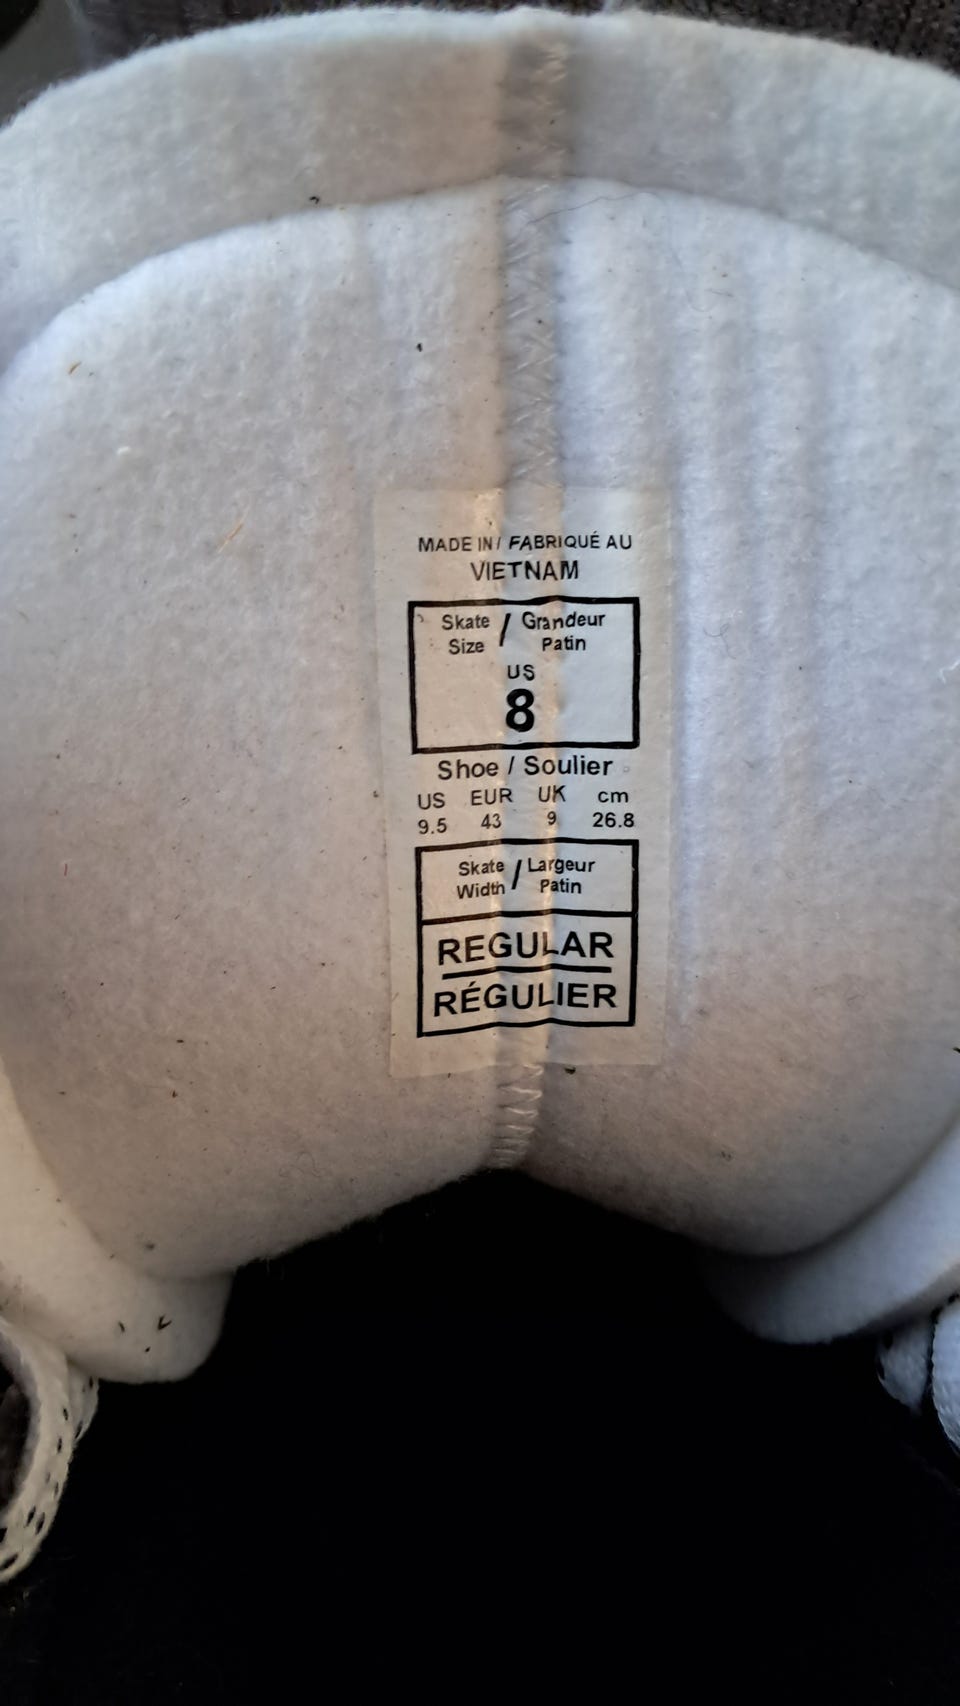 MADE IN / FABRIQUÉ AU
VIETNAM
Skate / Grandeur
Size Patin
US
8
Shoe / Soulier
US EUR UK cm
9.5 43 9 26.8
Skate / Largeur
Width Patin
REGULAR
RÉGULIER